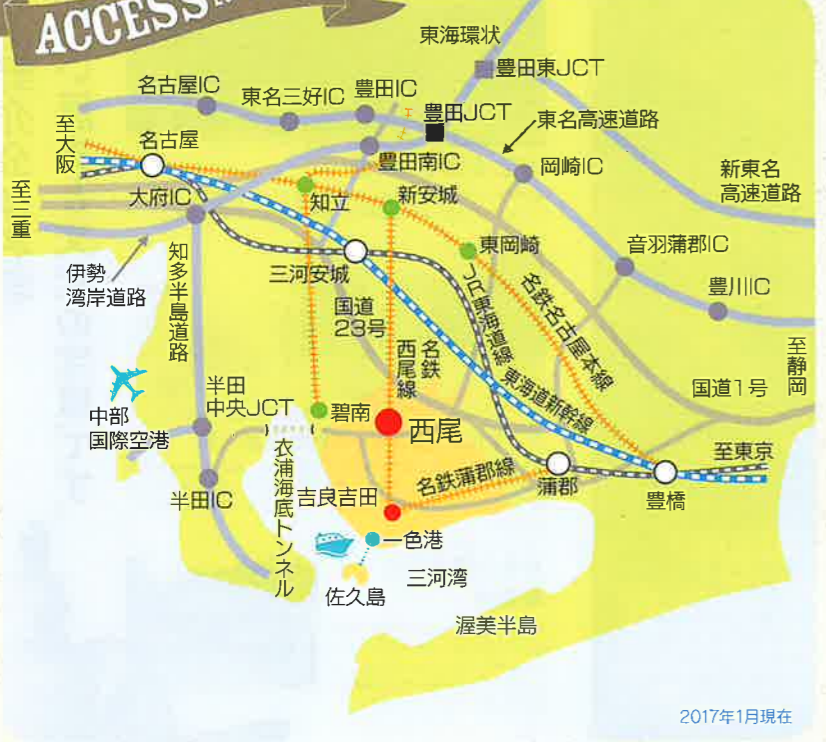 ACCESS
東海環状
豊田東JCT
名古屋IC
東名三好IC
豊田IC
豊田JCT
東名高速道路
至大阪
名古屋
豊田南IC
岡崎IC
新東名
高速道路
至三重
大府IC
知立
新安城
東岡崎
音羽蒲郡IC
伊勢
湾岸道路
知多半島道路
三河安城
国道
23号
JR東海道線
名鉄名古屋本線
豊川IC
名鉄
西尾線
東海道新幹線
至静岡
国道1号
中部
国際空港
半田
中央JCT
碧南
西尾
至東京
衣浦海底トンネル
半田IC
吉良吉田
名鉄蒲郡線
蒲郡
豊橋
一色港
佐久島
三河湾
渥美半島
2017年1月現在